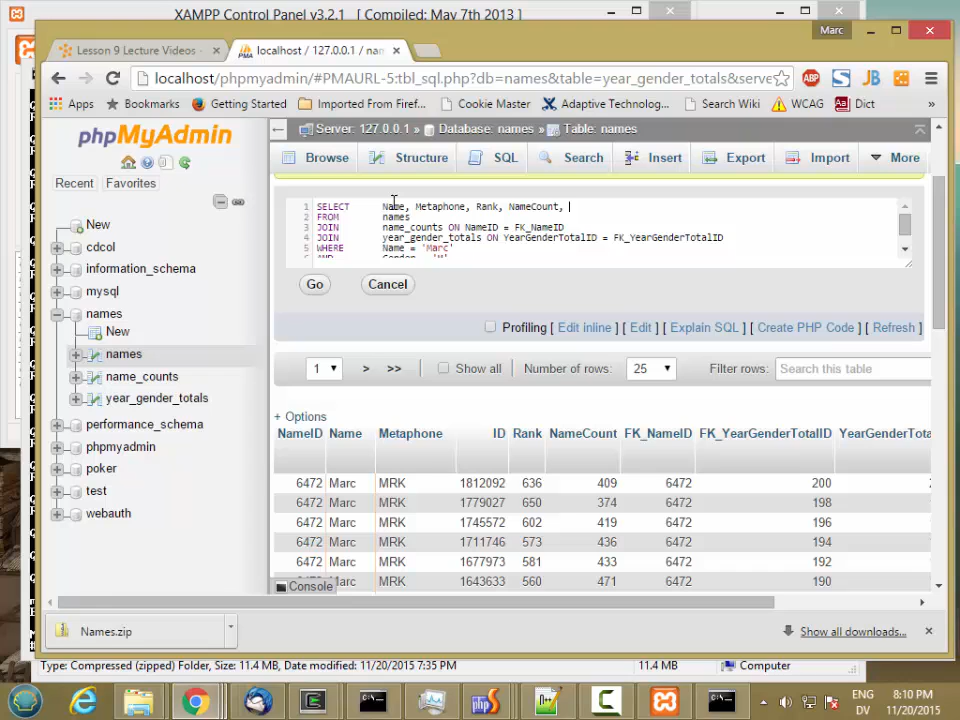 XAMPP Control Panel v3.2.1 [ Compiled: May 7th 2013 ]
Marc
Lesson 9 Lecture Videos -
localhost / 127.0.0.1 / nam
localhost/phpmyadmin/#PMAURL-5:tbl_sql.php?db=names&table=year_gender_totals&serve
ABP
S
JB
Apps
Bookmarks
Getting Started
Imported From Firef...
Cookie Master
Adaptive Technolog...
Search Wiki
WCAG
Dict
»
phpMyAdmin
Recent
Favorites
New
cdcol
information_schema
mysql
names
New
names
name_counts
year_gender_totals
performance_schema
phpmyadmin
poker
test
webauth
Server: 127.0.0.1 » Database: names » Table: names
Browse
Structure
SQL
Search
Insert
Export
Import
More
1 SELECT Name, Metaphone, Rank, NameCount,
2 FROM names
3 JOIN name_counts ON NameID = FK_NameID
4 JOIN year_gender_totals ON YearGenderTotalID = FK_YearGenderTotalID
5 WHERE Name = 'Marc'
Go
Cancel
Profiling [ Edit inline ] [ Edit ] [ Explain SQL ] [ Create PHP Code ] [ Refresh ]
1 > >> Show all Number of rows: 25 Filter rows: Search this table
+ Options
NameID Name Metaphone ID Rank NameCount FK_NameID FK_YearGenderTotalID YearGenderTota
6472 Marc MRK 1812092 636 409 6472 200
6472 Marc MRK 1779027 650 374 6472 198
6472 Marc MRK 1745572 602 419 6472 196
6472 Marc MRK 1711746 573 436 6472 194
6472 Marc MRK 1677973 581 433 6472 192
Marc MRK 1643633 560 471 6472 190
Console
Names.zip
Show all downloads...
Type: Compressed (zipped) Folder, Size: 11.4 MB, Date modified: 11/20/2015 7:35 PM
11.4 MB
Computer
ENG
DV
8:10 PM
11/20/2015